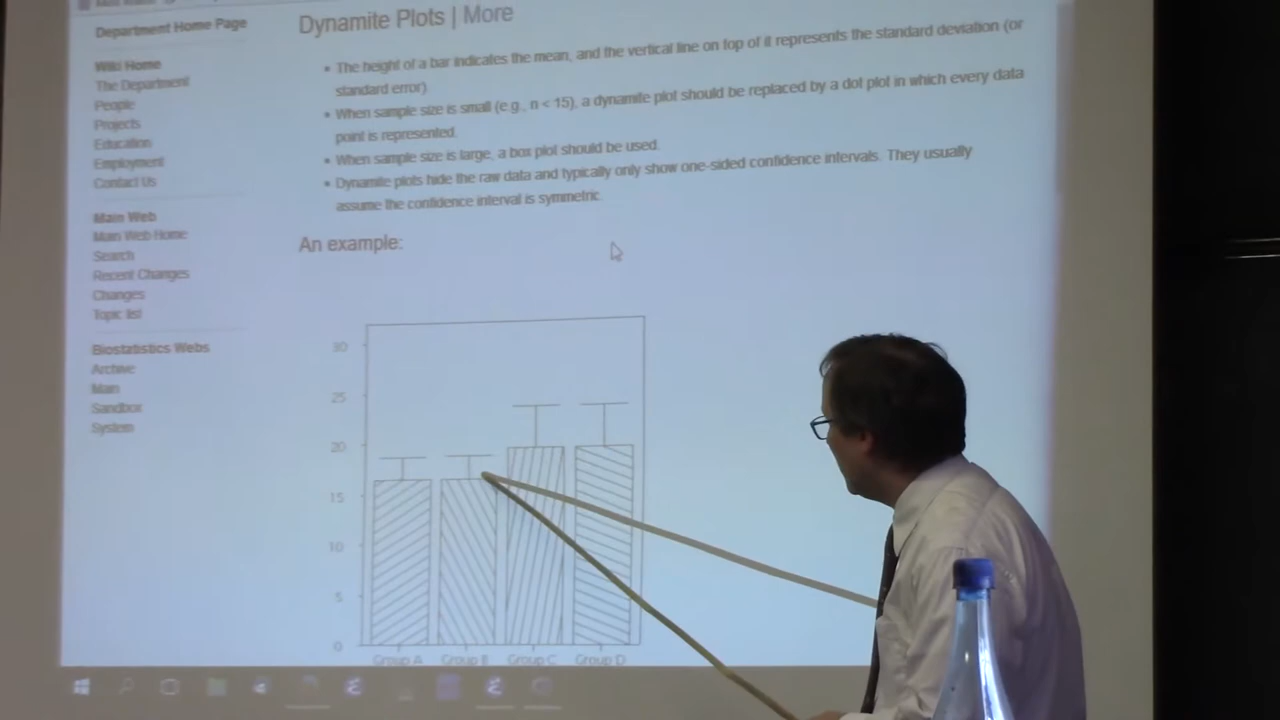 Department Home Page
Wiki Home
The Department
People
Projects
Education
Employment
Contact Us
Main Web
Main Web Home
Search
Recent Changes
Changes
Topic list
Biostatistics Webs
Archive
Main
Sandbox
System
Dynamite Plots | More
• The height of a bar indicates the mean, and the vertical line on top of it represents the standard deviation (or
standard error).
• When sample size is small (e.g., n < 15), a dynamite plot should be replaced by a dot plot in which every data
point is represented.
• When sample size is large, a box plot should be used.
• Dynamite plots hide the raw data and typically only show one-sided confidence intervals. They usually
assume the confidence interval is symmetric.
An example:
30
25
20
15
10
5
0
Group A Group B Group C Group D